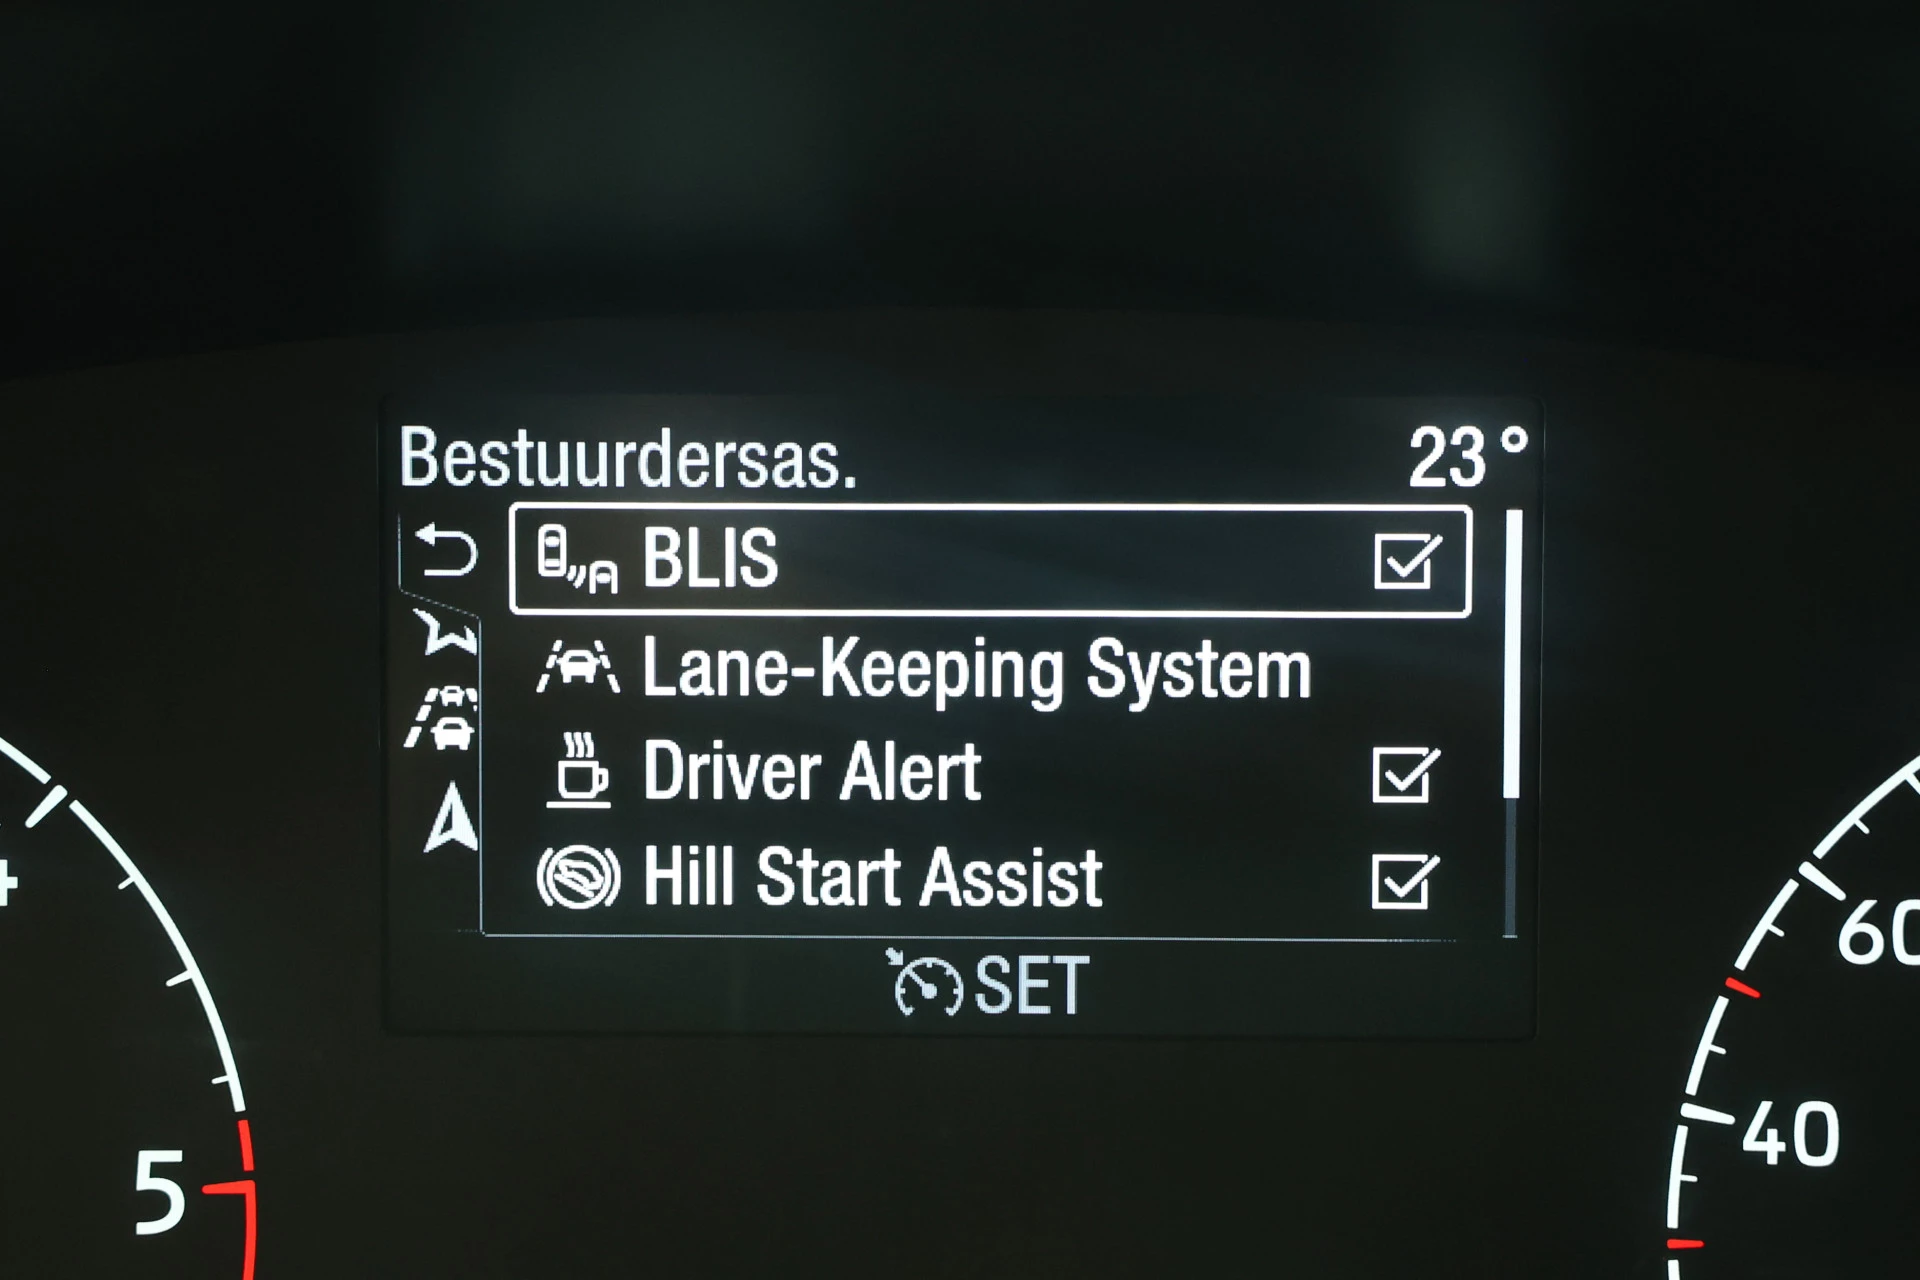 Bestuurdersas. 23°
BLIS
Lane-Keeping System
Driver Alert
Hill Start Assist
SET
5
60
40